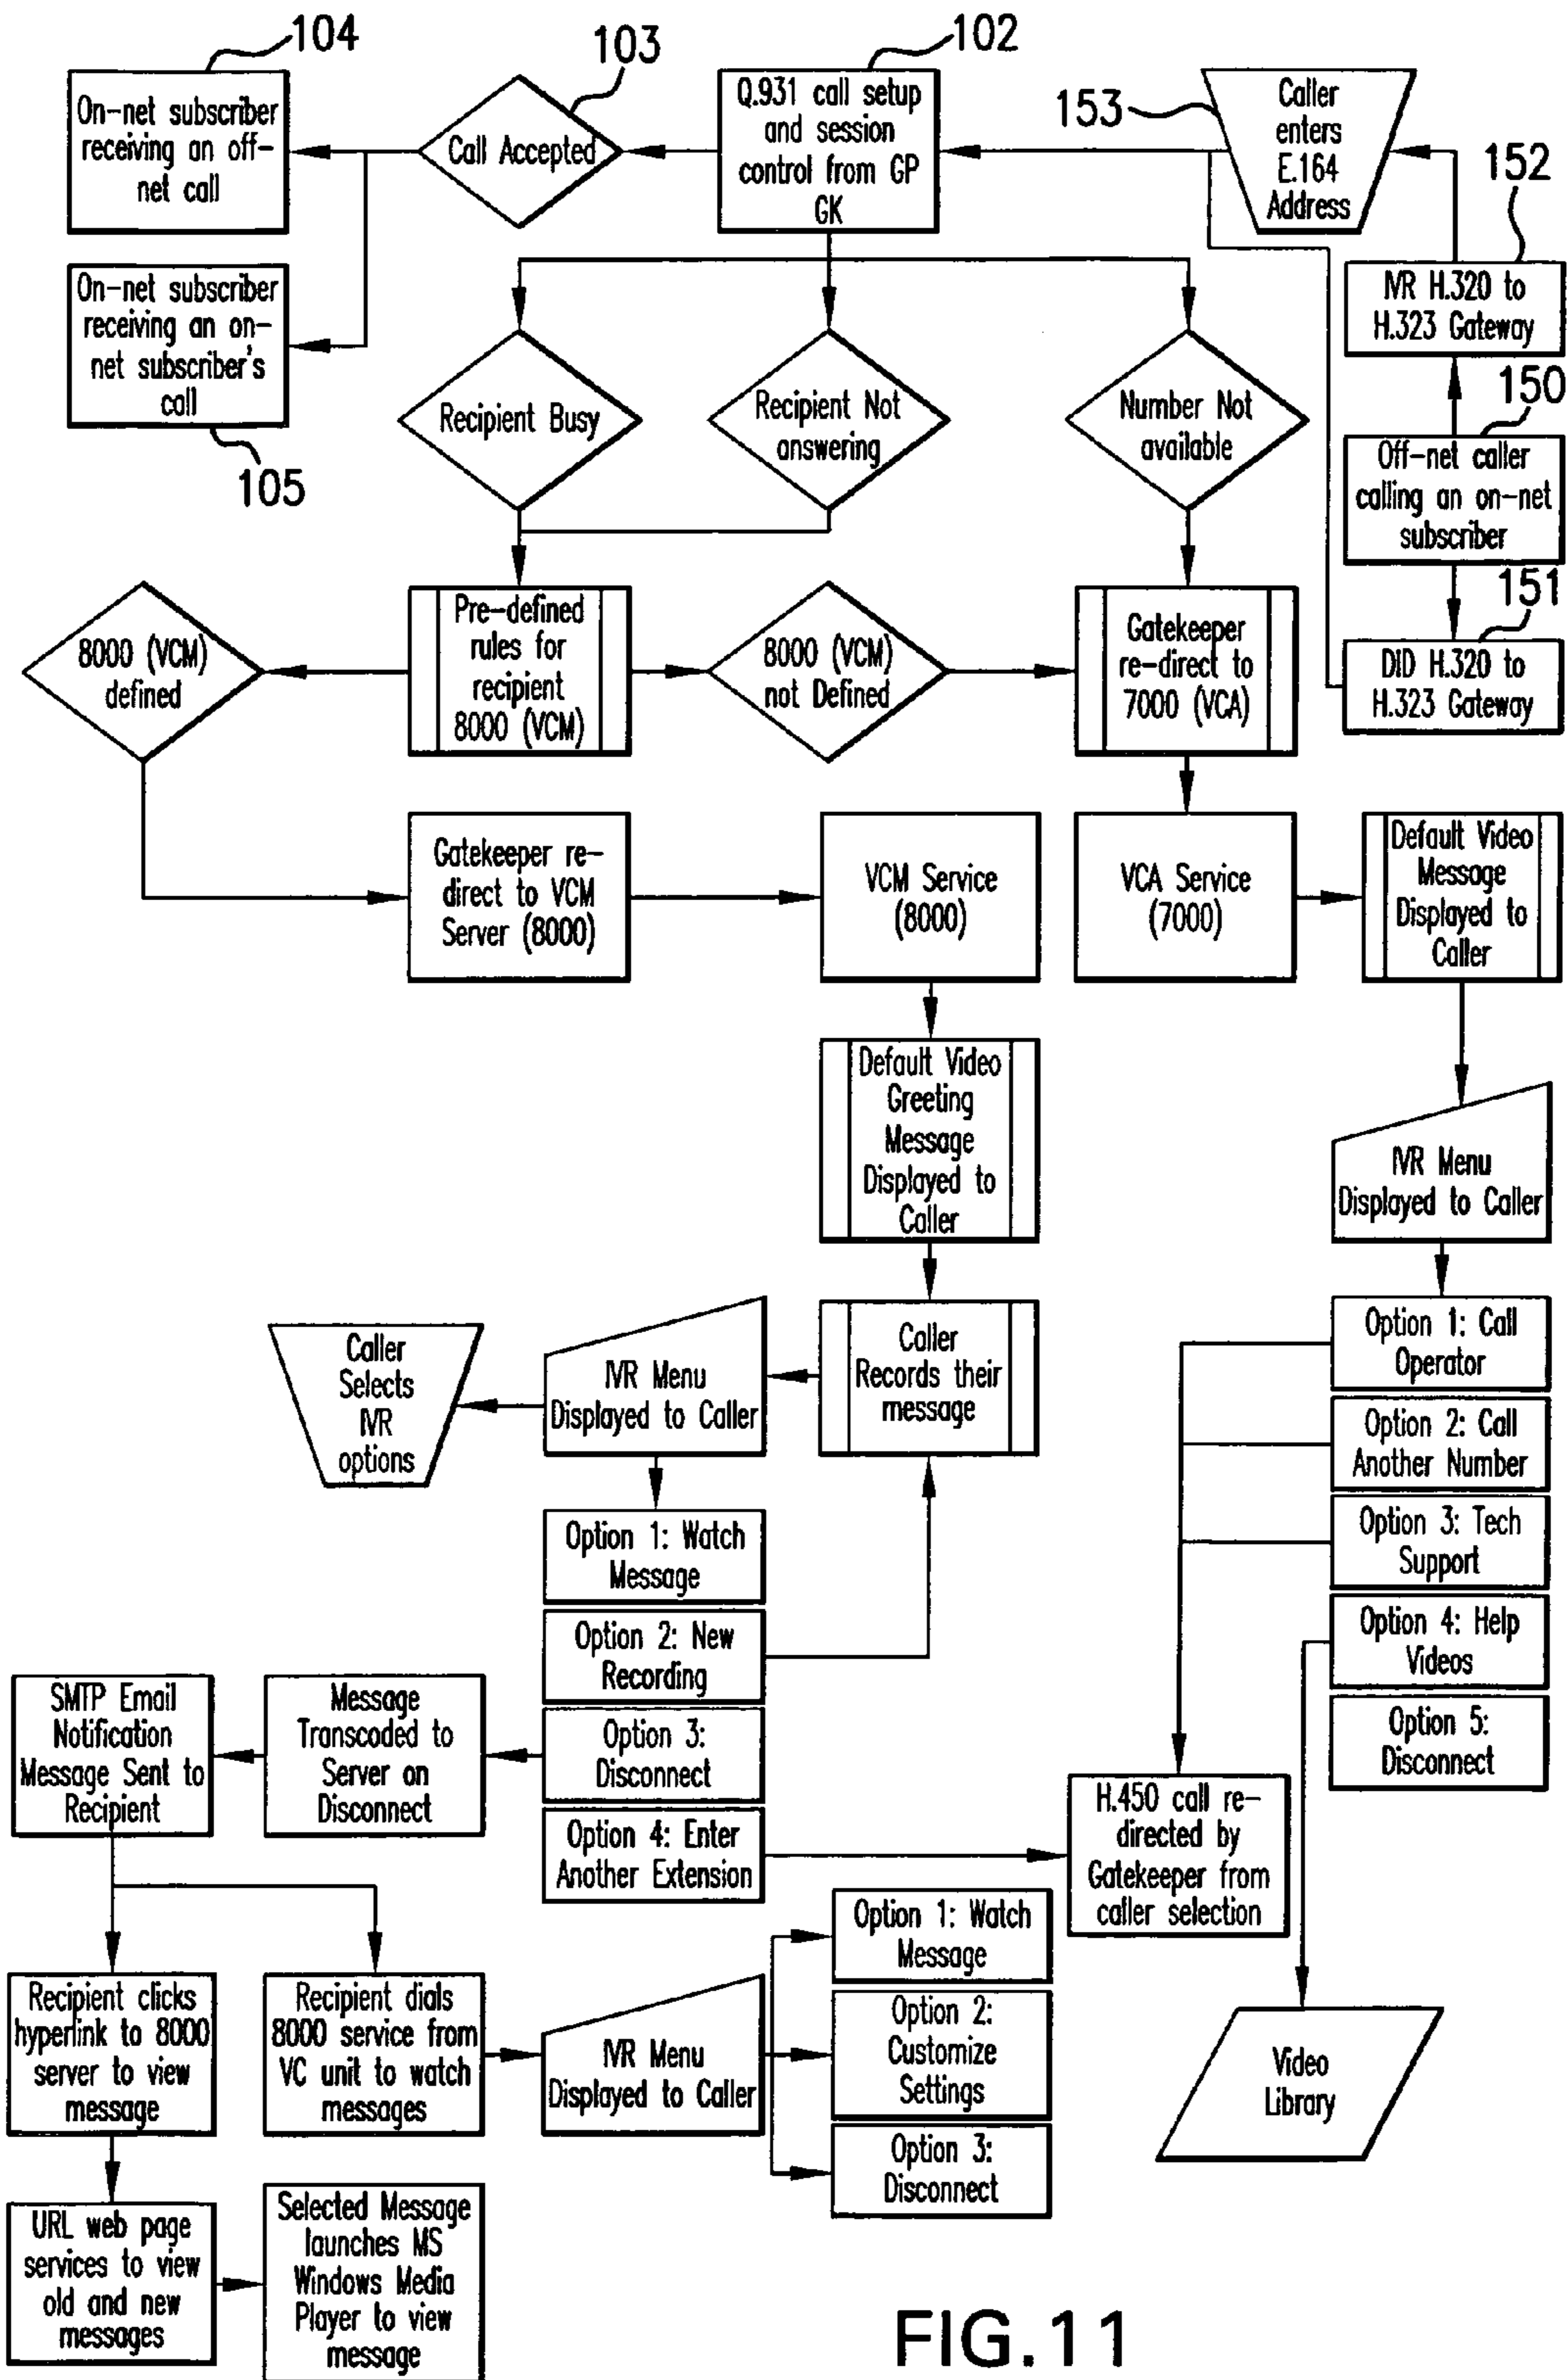 104
103
102
On-net subscriber
receiving an off-
net call
Call Accepted
Q.931 call setup
and session
control from GP
GK
153
Caller
enters
E.164
Address
152
On-net subscriber
receiving an on-
net subscriber's
call
105
IVR H.320 to
H.323 Gateway
150
Recipient Busy
Recipient Not
answering
Number Not
available
Off-net caller
calling an on-net
subscriber
151
DID H.320 to
H.323 Gateway
8000 (VCM)
defined
Pre-defined
rules for
recipient
8000 (VCM)
8000 (VCM)
not Defined
Gatekeeper
re-direct to
7000 (VCA)
Gatekeeper re-
direct to VCM
Server (8000)
VCM Service
(8000)
VCA Service
(7000)
Default Video
Message
Displayed to
Caller
Default Video
Greeting
Message
Displayed to
Caller
IVR Menu
Displayed to Caller
Caller
Selects
IVR
options
IVR Menu
Displayed to Caller
Caller
Records their
message
Option 1: Call
Operator
Option 2: Call
Another Number
Option 3: Tech
Support
Option 4: Help
Videos
Option 5:
Disconnect
Option 1: Watch
Message
Option 2: New
Recording
Option 3:
Disconnect
Option 4: Enter
Another Extension
SMTP Email
Notification
Message Sent to
Recipient
Message
Transcoded to
Server on
Disconnect
H.450 call re-
directed by
Gatekeeper from
caller selection
Recipient clicks
hyperlink to 8000
server to view
message
Recipient dials
8000 service from
VC unit to watch
messages
IVR Menu
Displayed to Caller
Option 1: Watch
Message
Option 2:
Customize
Settings
Option 3:
Disconnect
Video
Library
URL web page
services to view
old and new
messages
Selected Message
launches MS
Windows Media
Player to view
message
FIG.11